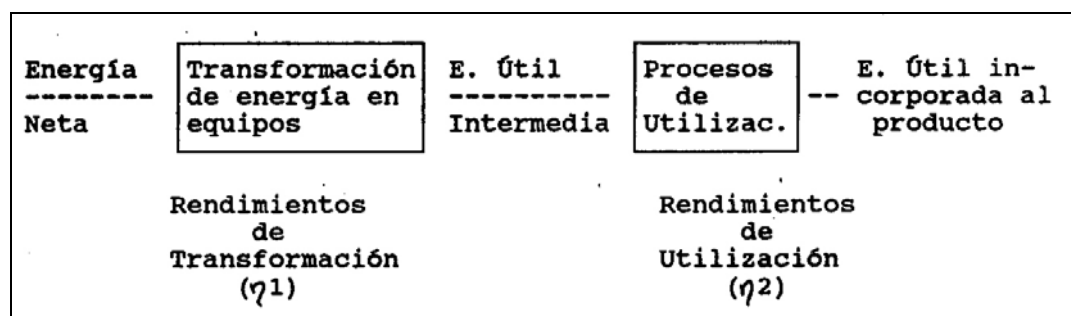 Energía
--------
Neta
Transformación
de energía en
equipos
E. Útil
----------
Intermedia
Procesos
de
Utilizac.
-- E. Útil in-
corporada al
producto
Rendimientos
de
Transformación
(η1)
Rendimientos
de
Utilización
(η2)